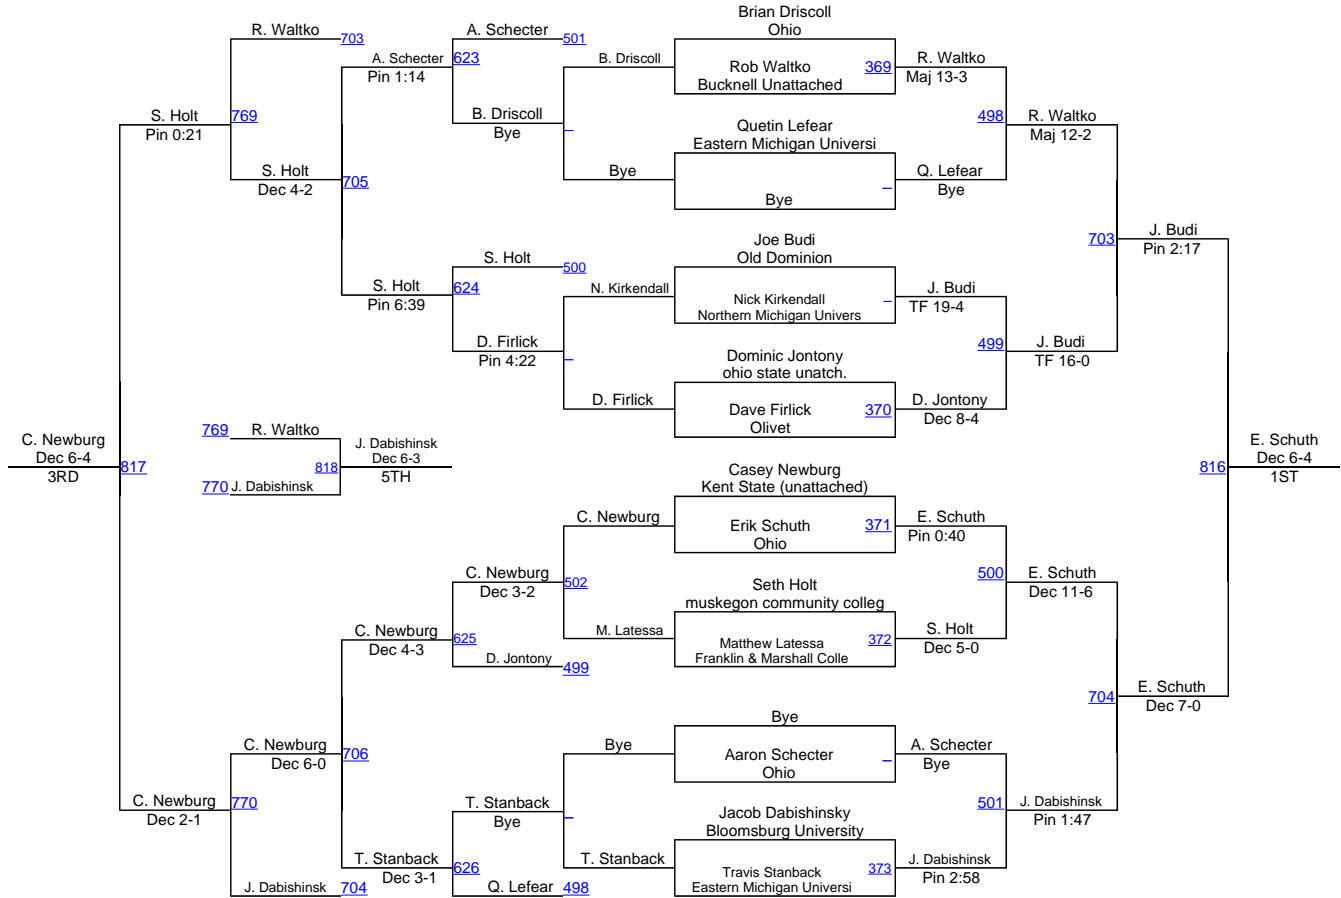 Brian Driscoll
Ohio
R. Waltko 703
A. Schecter 501
A. Schecter 623
Pin 1:14
B. Driscoll
Rob Waltko 369
Bucknell Unattached
R. Waltko
Maj 13-3
S. Holt 769
Pin 0:21
B. Driscoll
Bye
–
Quetin Lefear
Eastern Michigan Universi
498
R. Waltko
Maj 12-2
S. Holt
Dec 4-2
705
Bye
–
Bye
Q. Lefear
Bye
Joe Budi
Old Dominion
703
J. Budi
Pin 2:17
S. Holt 500
S. Holt 624
Pin 6:39
N. Kirkendall
Nick Kirkendall –
Northern Michigan Univers
J. Budi
TF 19-4
D. Firlick
Pin 4:22
–
Dominic Jontony
ohio state unatch.
499
J. Budi
TF 16-0
D. Firlick
Dave Firlick 370
Olivet
D. Jontony
Dec 8-4
C. Newburg
Dec 6-4
3RD
817
769 R. Waltko
818
770 J. Dabishinsk
J. Dabishinsk
Dec 6-3
5TH
816
E. Schuth
Dec 6-4
1ST
Casey Newburg
Kent State (unattached)
C. Newburg
Erik Schuth 371
Ohio
E. Schuth
Pin 0:40
C. Newburg
Dec 3-2
502
Seth Holt
muskegon community colleg
500
E. Schuth
Dec 11-6
C. Newburg
Dec 4-3
625
D. Jontony 499
M. Latessa
Matthew Latessa 372
Franklin & Marshall Colle
S. Holt
Dec 5-0
704
E. Schuth
Dec 7-0
Bye
C. Newburg
Dec 6-0
706
Bye
Aaron Schecter –
Ohio
A. Schecter
Bye
C. Newburg
Dec 2-1
770
T. Stanback
Bye
–
Jacob Dabishinsky
Bloomsburg University
501
J. Dabishinsk
Pin 1:47
T. Stanback
Dec 3-1
626
T. Stanback
Travis Stanback 373
Eastern Michigan Universi
J. Dabishinsk
Pin 2:58
J. Dabishinsk 704
Q. Lefear 498